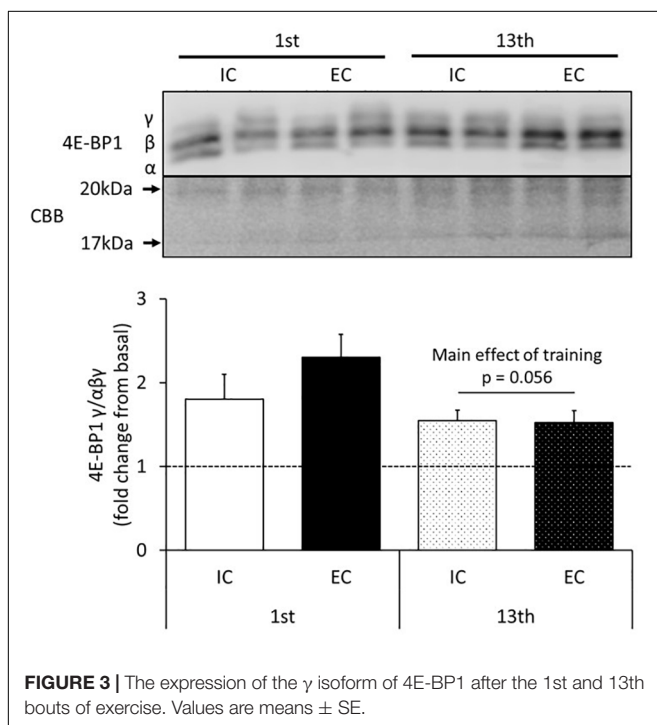 1st 13th
IC EC IC EC
4E-BP1
γ
β
α
20kDa
CBB
17kDa
3
2
1
0
4E-BP1 γ/αβγ
(fold change from basal)
Main effect of training
p = 0.056
IC EC IC EC
1st 13th
FIGURE 3 | The expression of the γ isoform of 4E-BP1 after the 1st and 13th
bouts of exercise. Values are means ± SE.